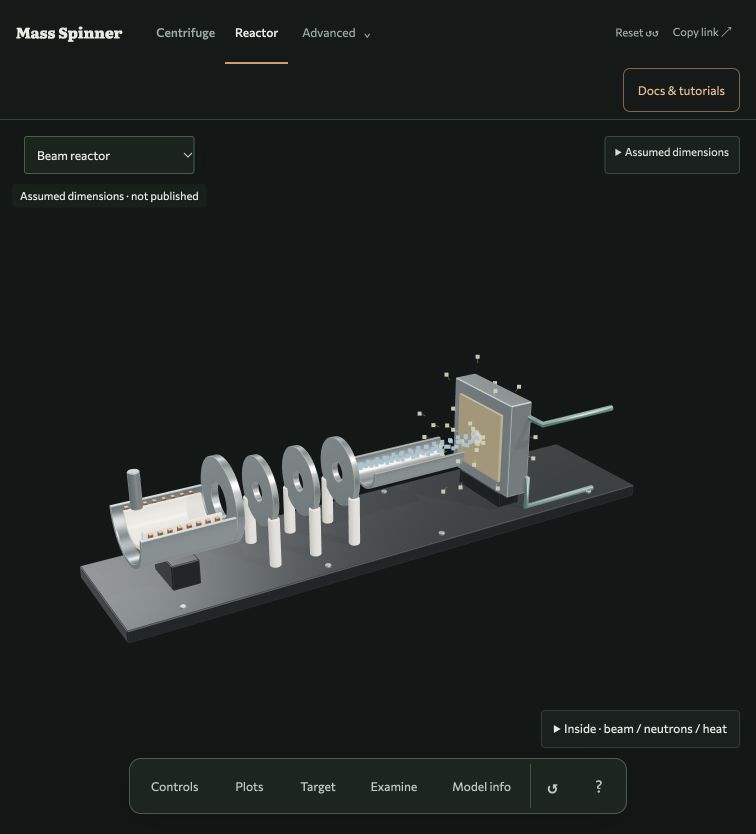 Mass Spinner
Centrifuge
Reactor
Advanced
Reset ↺↺
Copy link ↗
Docs & tutorials
Beam reactor
▶ Assumed dimensions
Assumed dimensions · not published
▶ Inside · beam / neutrons / heat
Controls
Plots
Target
Examine
Model info
↺
?